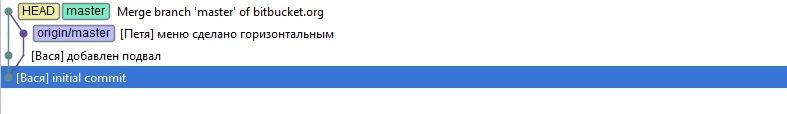 HEAD master Merge branch 'master' of bitbucket.org
origin/master [Петя] меню сделано горизонтальным
[Вася] добавлен подвал
[Вася] initial commit